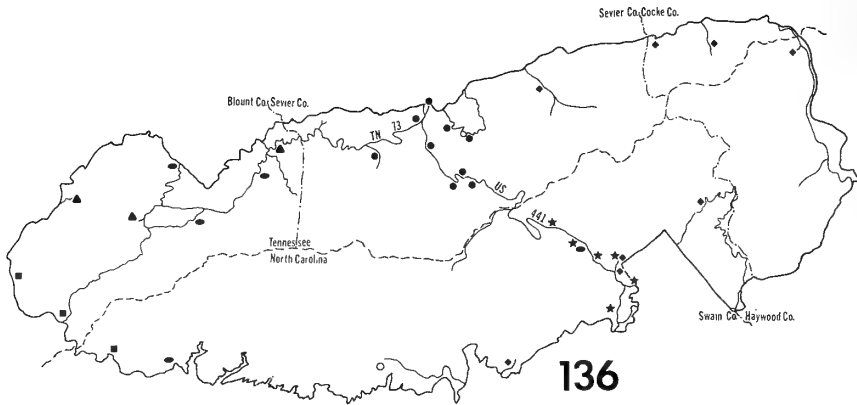 Sevier Co. Cocke Co.
Blount Co. Sevier Co.
TN 73
US 441
Tennessee
North Carolina
Swain Co. Haywood Co.
136